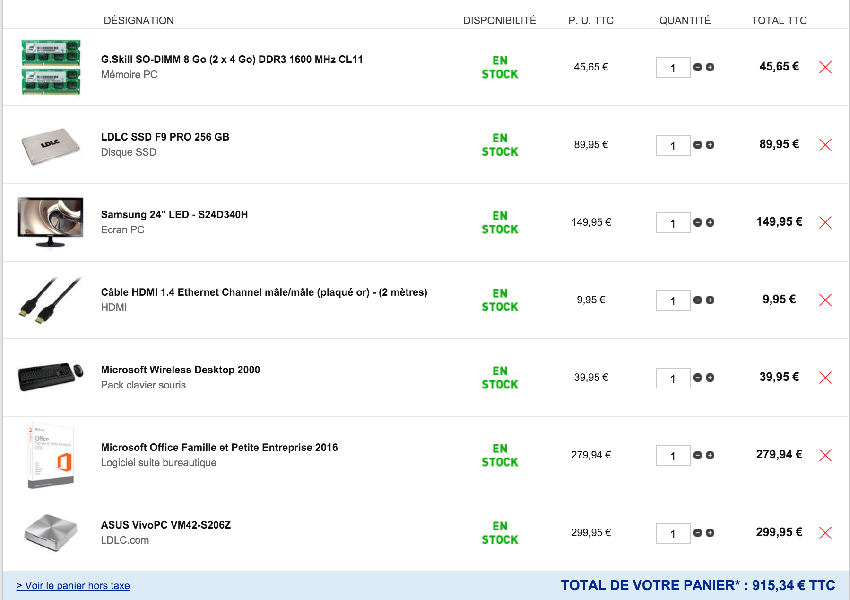 DÉSIGNATION DISPONIBILITÉ P. U. TTC QUANTITÉ TOTAL TTC
G.Skill SO-DIMM 8 Go (2 x 4 Go) DDR3 1600 MHz CL11
Mémoire PC
EN
STOCK
45,65 € 1 45,65 €
LDLC
LDLC SSD F9 PRO 256 GB
Disque SSD
EN
STOCK
89,95 € 1 89,95 €
Samsung 24" LED - S24D340H
Ecran PC
EN
STOCK
149,95 € 1 149,95 €
Câble HDMI 1.4 Ethernet Channel mâle/mâle (plaqué or) - (2 mètres)
HDMI
EN
STOCK
9,95 € 1 9,95 €
Microsoft Wireless Desktop 2000
Pack clavier souris
EN
STOCK
39,95 € 1 39,95 €
Office
Microsoft Office Famille et Petite Entreprise 2016
Logiciel suite bureautique
EN
STOCK
279,94 € 1 279,94 €
ASUS VivoPC VM42-S206Z
LDLC.com
EN
STOCK
299,95 € 1 299,95 €
> Voir le panier hors taxe TOTAL DE VOTRE PANIER* : 915,34 € TTC